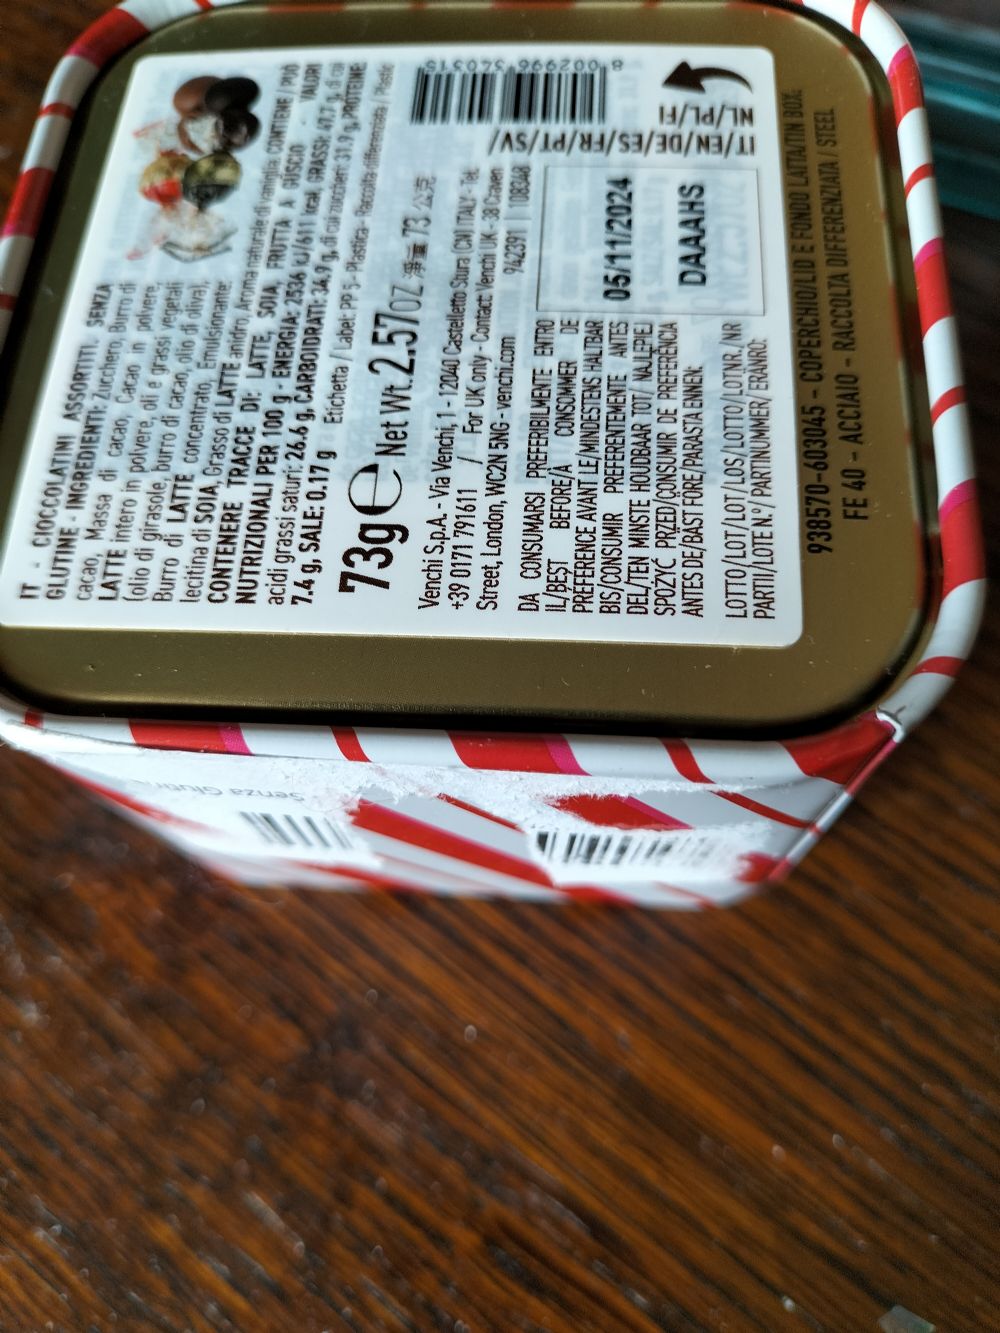 IT - CIOCCOLATINI ASSORTITI. SENZA
GLUTINE - INGREDIENTI: Zucchero, Burro di
cacao, Massa di cacao, Cacao in polvere,
LATTE intero in polvere, oli e grassi vegetali
(olio di girasole, burro di cacao, olio di oliva),
Burro di LATTE concentrato, Emulsionante:
lecitina di SOIA, Grasso di LATTE anidro, Aroma naturale di vaniglia. CONTIENE / PUÒ
CONTENERE TRACCE DI: LATTE, SOIA, FRUTTA A GUSCIO - VALORI
NUTRIZIONALI PER 100 g - ENERGIA: 2536 kJ/611 kcal, GRASSI: 47.7 g, di cui
acidi grassi saturi: 26.6 g, CARBOIDRATI: 34.9 g, di cui zuccheri 31.9 g, PROTEINE:
7.4 g, SALE: 0.17 g Etichetta / Label: PP 5 - Plastica - Raccolta differenziata / Plastic
73g e Net Wt. 2.57oz 淨重 73 公克
Venchi S.p.A. - Via Venchi, 1 - 12040 Castelletto Stura (CN) ITALY - Tel.
+39 0171 791611 / For UK only - Contact Venchi UK - 38 Craven
Street, London, WC2N 5NG - venchi.com
942391 | 108348
8 002996 340319
DA CONSUMARSI PREFERIBILMENTE ENTRO
IL/BEST BEFORE/À CONSOMMER DE
PREFERENCE AVANT LE/MINDESTENS HALTBAR
BIS/CONSUMIR PREFERENTEMENTE ANTES
DEL/TEN MINSTE HOUDBAAR TOT/ NAJLEPIEJ
SPOŻYĆ PRZED/CONSUMIR DE PREFERÊNCIA
ANTES DE/BÄST FÖRE/PARASTA ENNEN:
05/11/2024
LOTTO/LOT/LOT/LOS/LOTTO/LOTNR./NR
PARTII/LOTE N.º/ PARTINUMMER/ ERÄNRO:
DAAAHS
IT/EN/DE/ES/FR/PT/SV/
NL/PL/FI
938570-603045 - COPERCHIO/LID E FONDO LATTA/TIN BOX:
FE 40 - ACCIAIO - RACCOLTA DIFFERENZIATA / STEEL
Senza